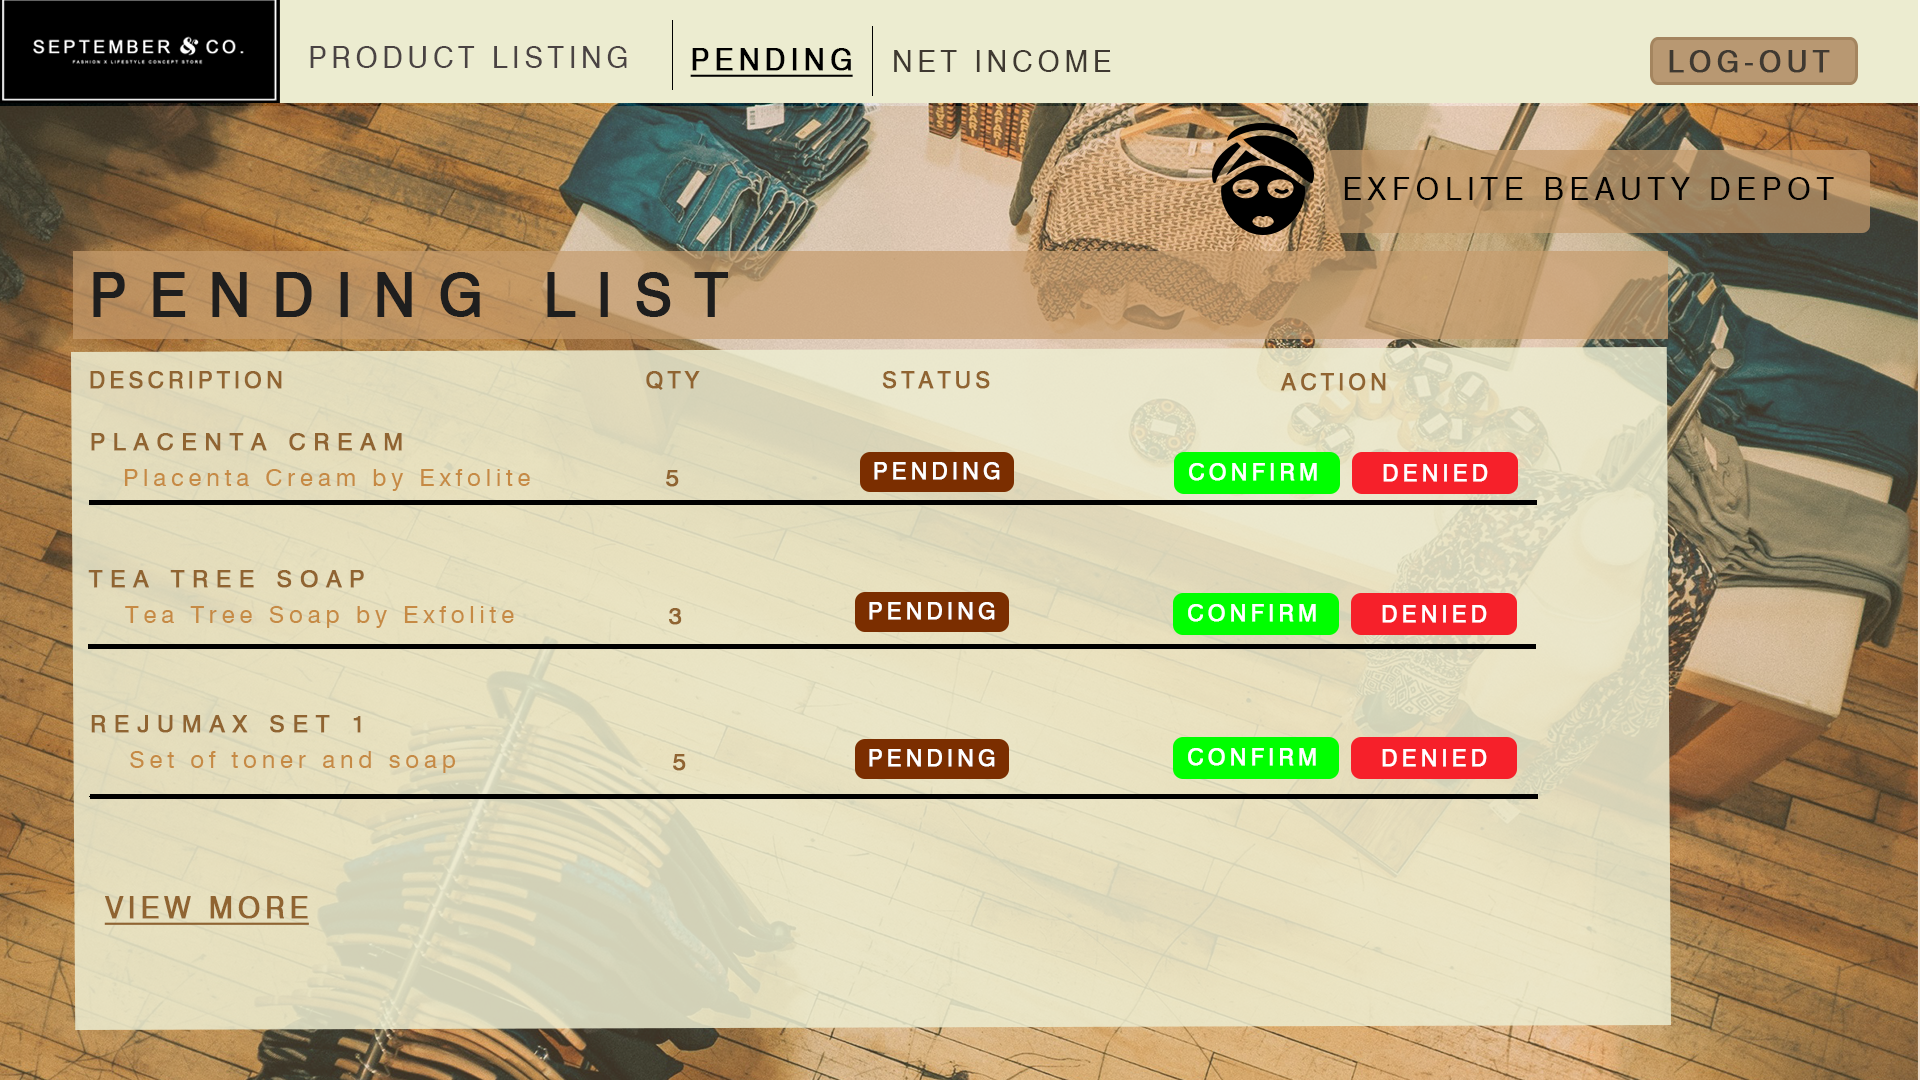 SEPTEMBER & CO.
FASHION X LIFESTYLE CONCEPT STORE
PRODUCT LISTING
PENDING
NET INCOME
LOG-OUT
EXFOLITE BEAUTY DEPOT
PENDING LIST
DESCRIPTION QTY STATUS ACTION
PLACENTA CREAM
Placenta Cream by Exfolite 5 PENDING CONFIRM DENIED
TEA TREE SOAP
Tea Tree Soap by Exfolite 3 PENDING CONFIRM DENIED
REJUMAX SET 1
Set of toner and soap 5 PENDING CONFIRM DENIED
VIEW MORE